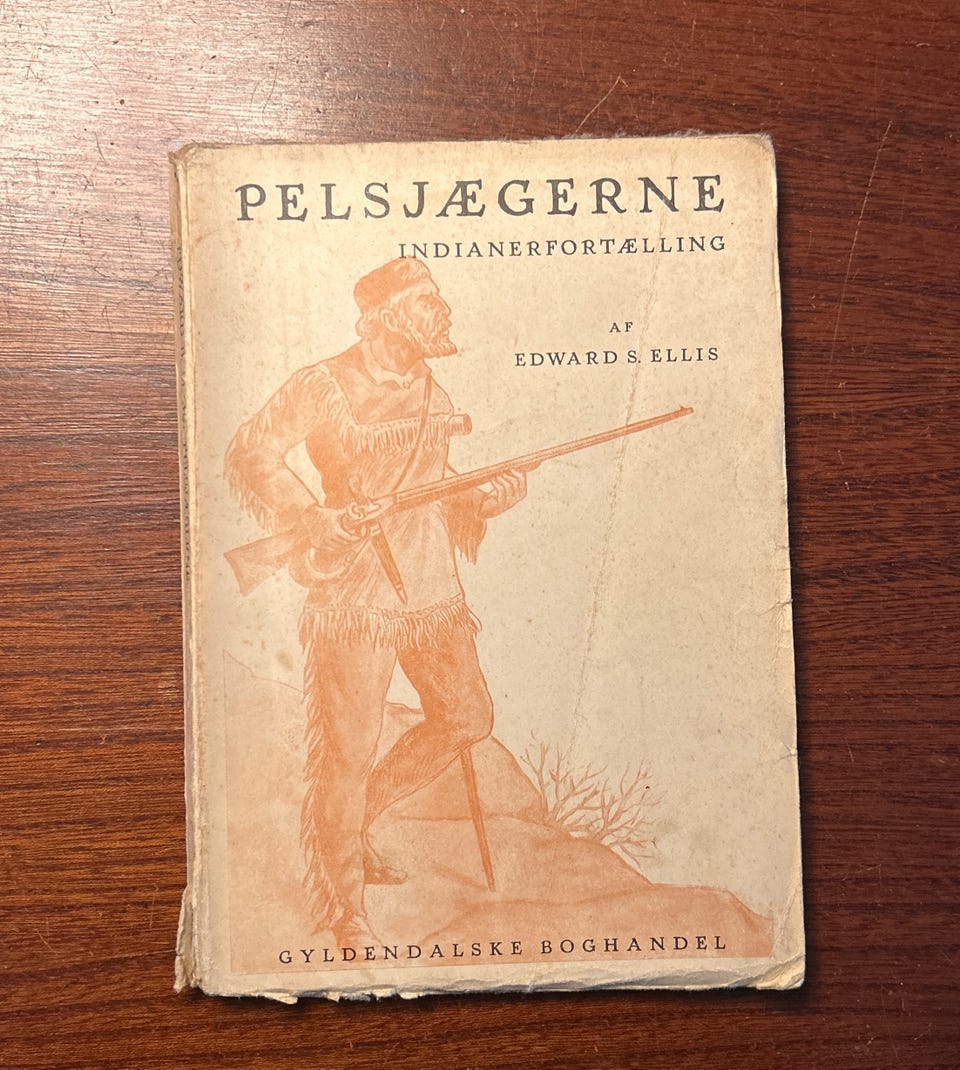 PELSJÆGERNE
INDIANERFORTÆLLING
AF
EDWARD S. ELLIS
GYLDENDALSKE BOGHANDEL